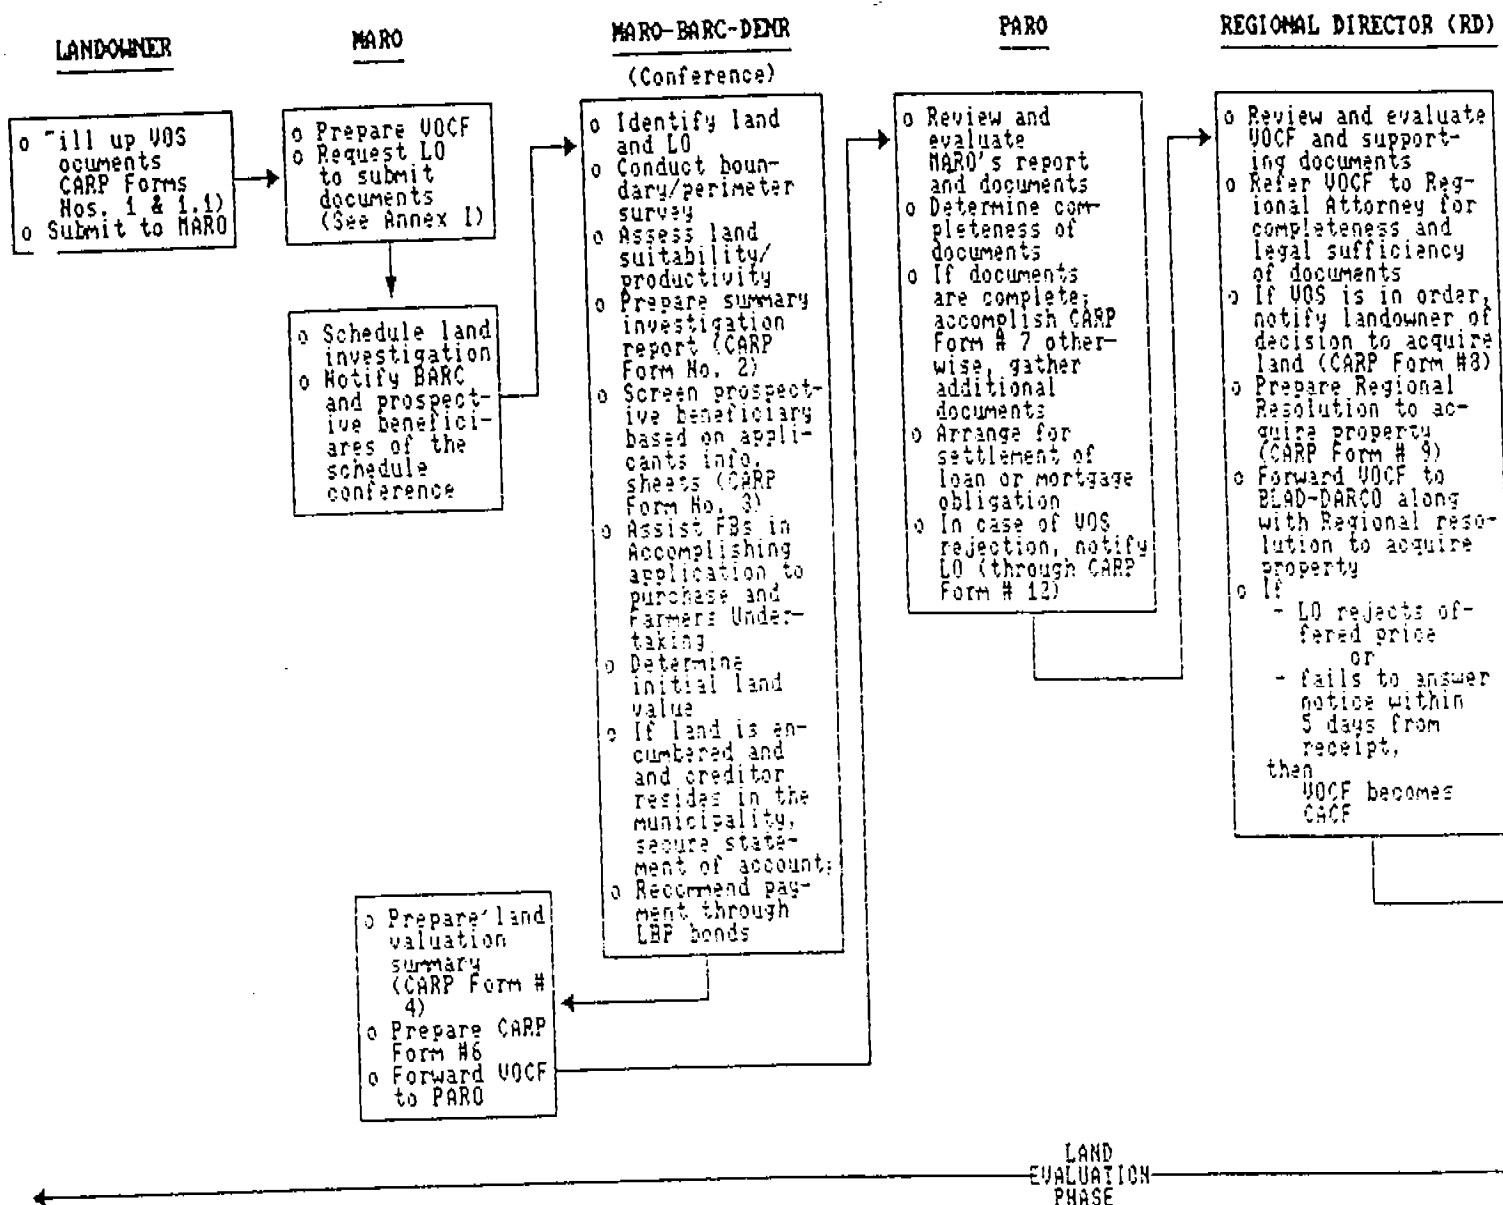 LANDOWNER
o ill up VOS
ocuments
CARP Forms
Nos. 1 & 1.1)
o Submit to MARO
MARO
o Prepare VOCF
o Request LO
to submit
documents
(See Annex I)
o Schedule land
investigation
o Notify BARC
and prospect-
ive benefici-
ares of the
schedule
conference
MARO-BARC-DENR
(Conference)
o Identify land
and LO
o Conduct boun-
dary/perimeter
survey
o Assess land
suitability/
productivity
o Prepare summary
investigation
report (CARP
Form No. 2)
o Screen prospect-
ive beneficiary
based on appli-
cants info.
sheets (CARP
Form No. 3)
o Assist FBs in
Accomplishing
application to
purchase and
Farmers Under-
taking
o Determine
initial land
value
o If land is en-
cumbered and
and creditor
resides in the
municipality,
secure state-
ment of account;
o Recommend pay-
ment through
LBP bonds
o Prepare land
valuation
summary
(CARP Form #
4)
o Prepare CARP
Form #6
o Forward VOCF
to PARO
PARO
o Review and
evaluate
MARO's report
and documents
o Determine com-
pleteness of
documents
o If documents
are complete,
accomplish CARP
Form # 7 other-
wise, gather
additional
documents
o Arrange for
settlement of
loan or mortgage
obligation
o In case of VOS
rejection, notify
LO (through CARP
Form # 12)
REGIONAL DIRECTOR (RD)
o Review and evaluate
VOCF and support-
ing documents
o Refer VOCF to Reg-
ional Attorney for
completeness and
legal sufficiency
of documents
o If VOS is in order,
notify landowner of
decision to acquire
land (CARP Form #8)
o Prepare Regional
Resolution to ac-
quire property
(CARP Form # 9)
o Forward VOCF to
BLAD-DARCO along
with Regional reso-
lution to acquire
property
o If
- LO rejects of-
fered price
or
- fails to answer
notice within
5 days from
receipt,
then
VOCF becomes
CACF
LAND
EVALUATION
PHASE